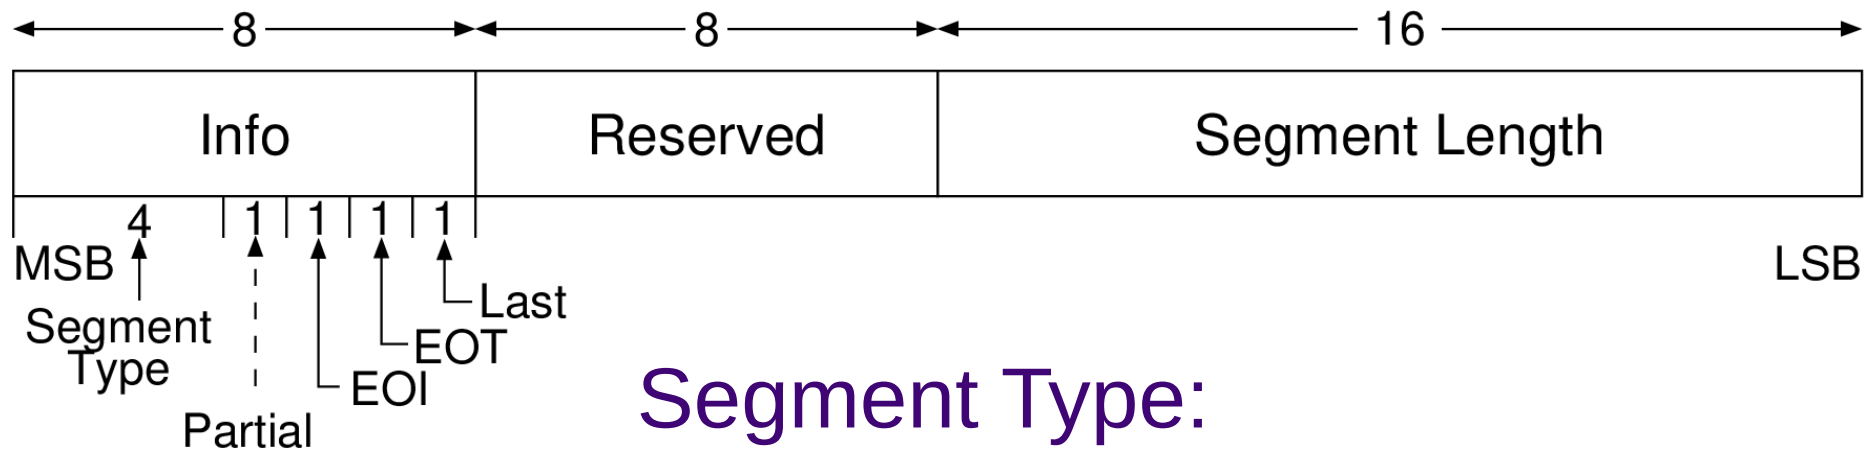 8 8 16
Info Reserved Segment Length
4 1 1 1 1
MSB LSB
Segment
Type
Last
EOT
EOI
Partial
Segment Type: